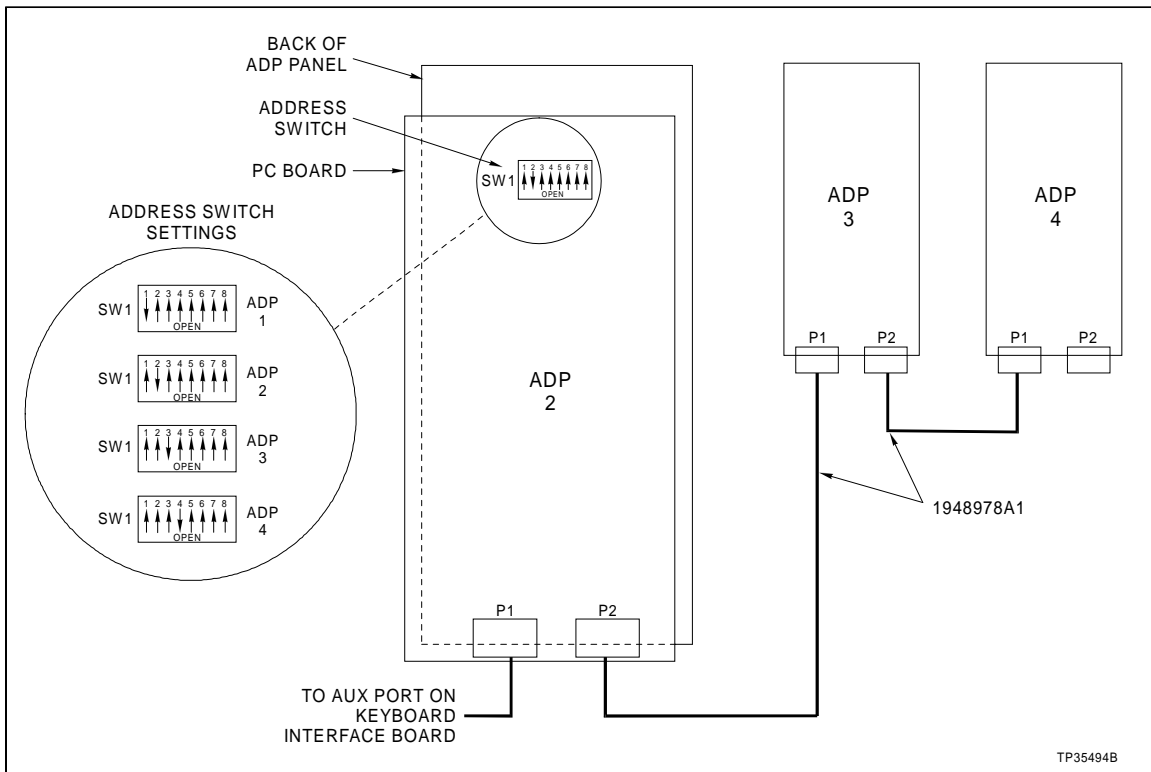 BACK OF
ADP PANEL
ADDRESS
SWITCH
PC BOARD
SW1
1 2 3 4 5 6 7 8
OPEN
ADDRESS SWITCH
SETTINGS
SW1
1 2 3 4 5 6 7 8
OPEN
ADP
1
SW1
1 2 3 4 5 6 7 8
OPEN
ADP
2
SW1
1 2 3 4 5 6 7 8
OPEN
ADP
3
SW1
1 2 3 4 5 6 7 8
OPEN
ADP
4
ADP
2
P1
P2
TO AUX PORT ON
KEYBOARD
INTERFACE BOARD
ADP
3
P1
P2
ADP
4
P1
P2
1948978A1
TP35494B